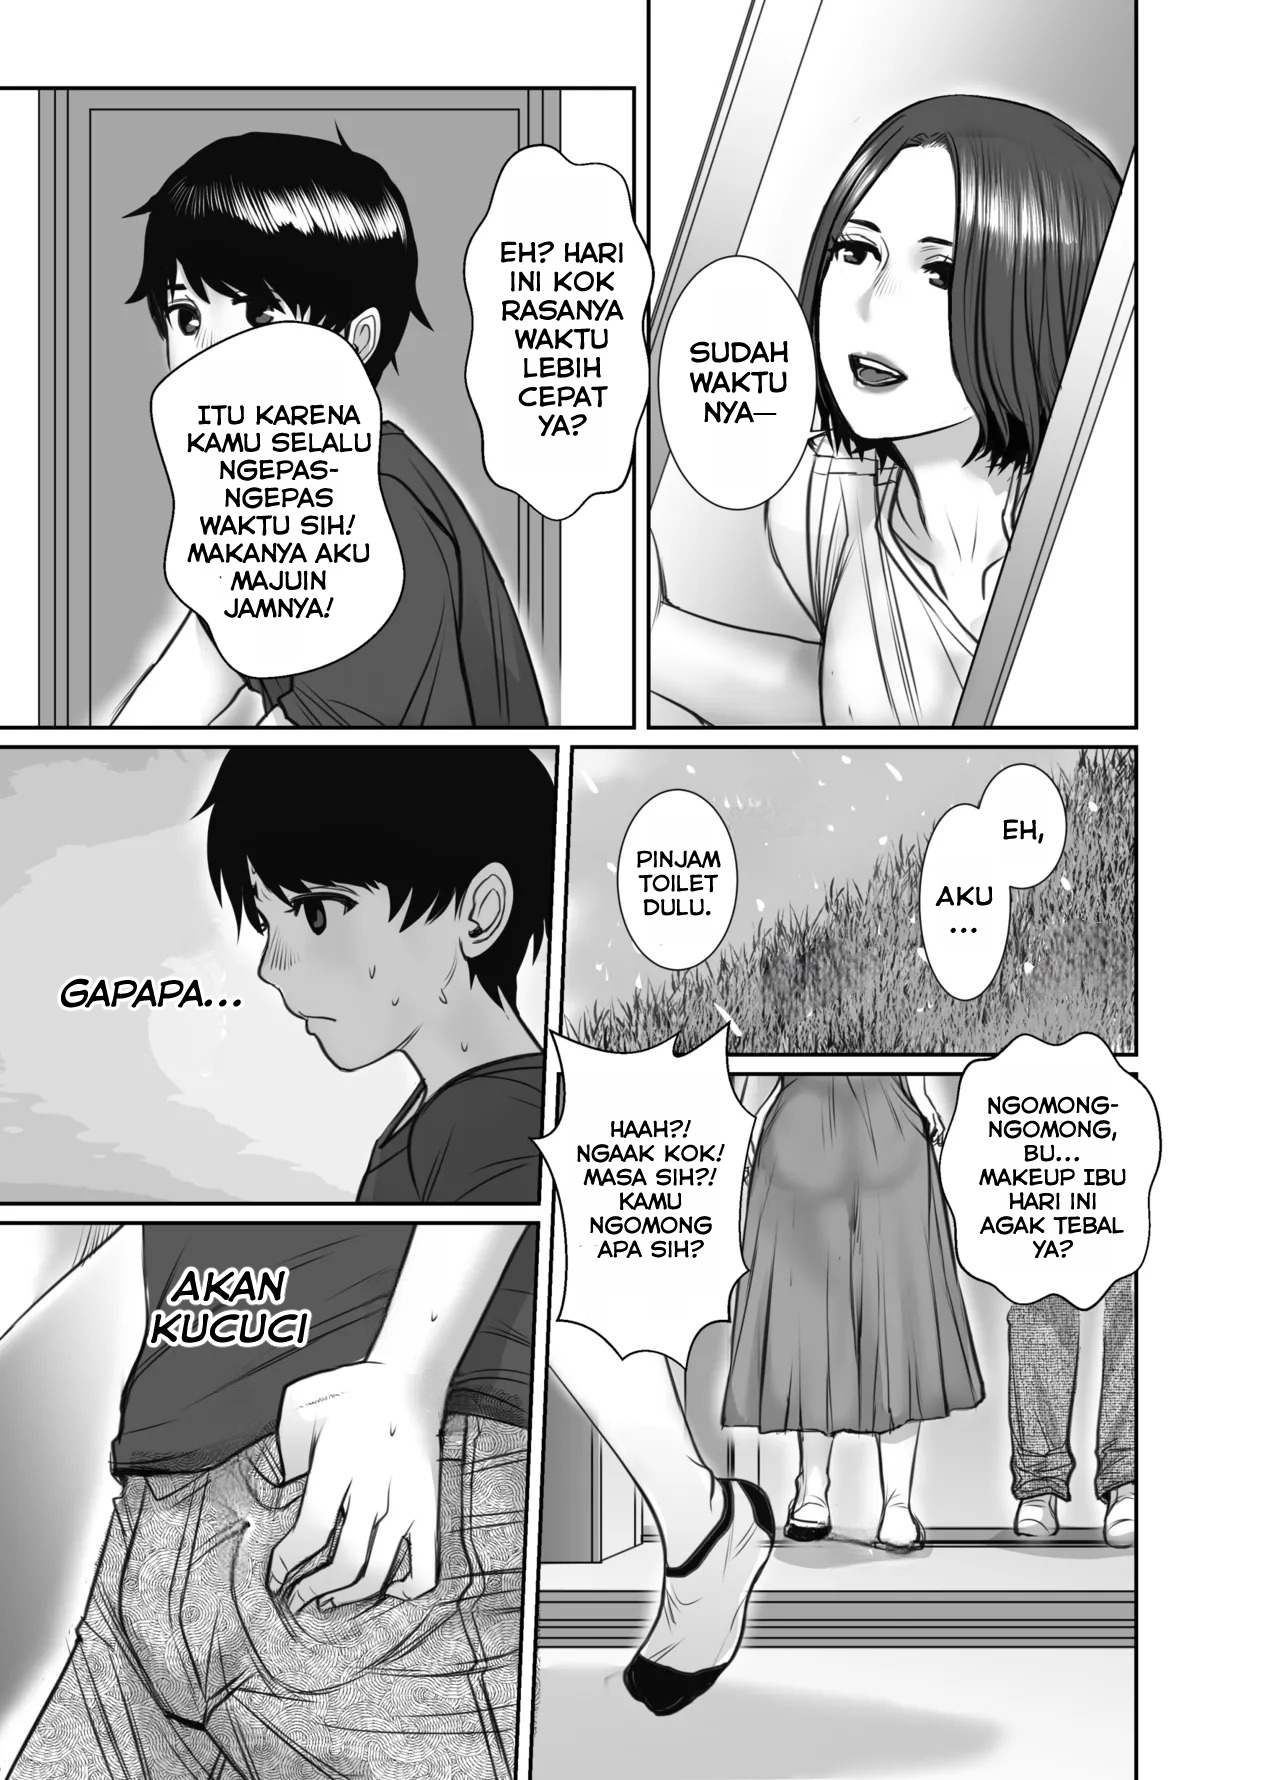 SUDAH
WAKTU
NYA—
EH? HARI
INI KOK
RASANYA
WAKTU
LEBIH
CEPAT
YA?
ITU KARENA
KAMU SELALU
NGEPAS-
NGEPAS
WAKTU SIH!
MAKANYA AKU
MAJUIN
JAMNYA!
EH,
AKU
...
PINJAM
TOILET
DULU.
GAPAPA...
NGOMONG-
NGOMONG,
BU...
MAKEUP IBU
HARI INI
AGAK TEBAL
YA?
HAAH?!
NGAAK KOK!
MASA SIH?!
KAMU
NGOMONG
APA SIH?
AKAN
KUCUCI